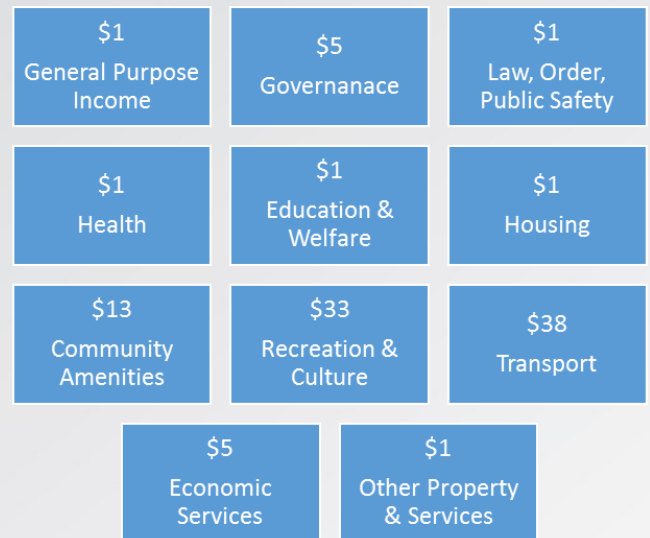 $1
General Purpose
Income
$5
Governanace
$1
Law, Order,
Public Safety
$1
Health
$1
Education &
Welfare
$1
Housing
$13
Community
Amenities
$33
Recreation &
Culture
$38
Transport
$5
Economic
Services
$1
Other Property
& Services